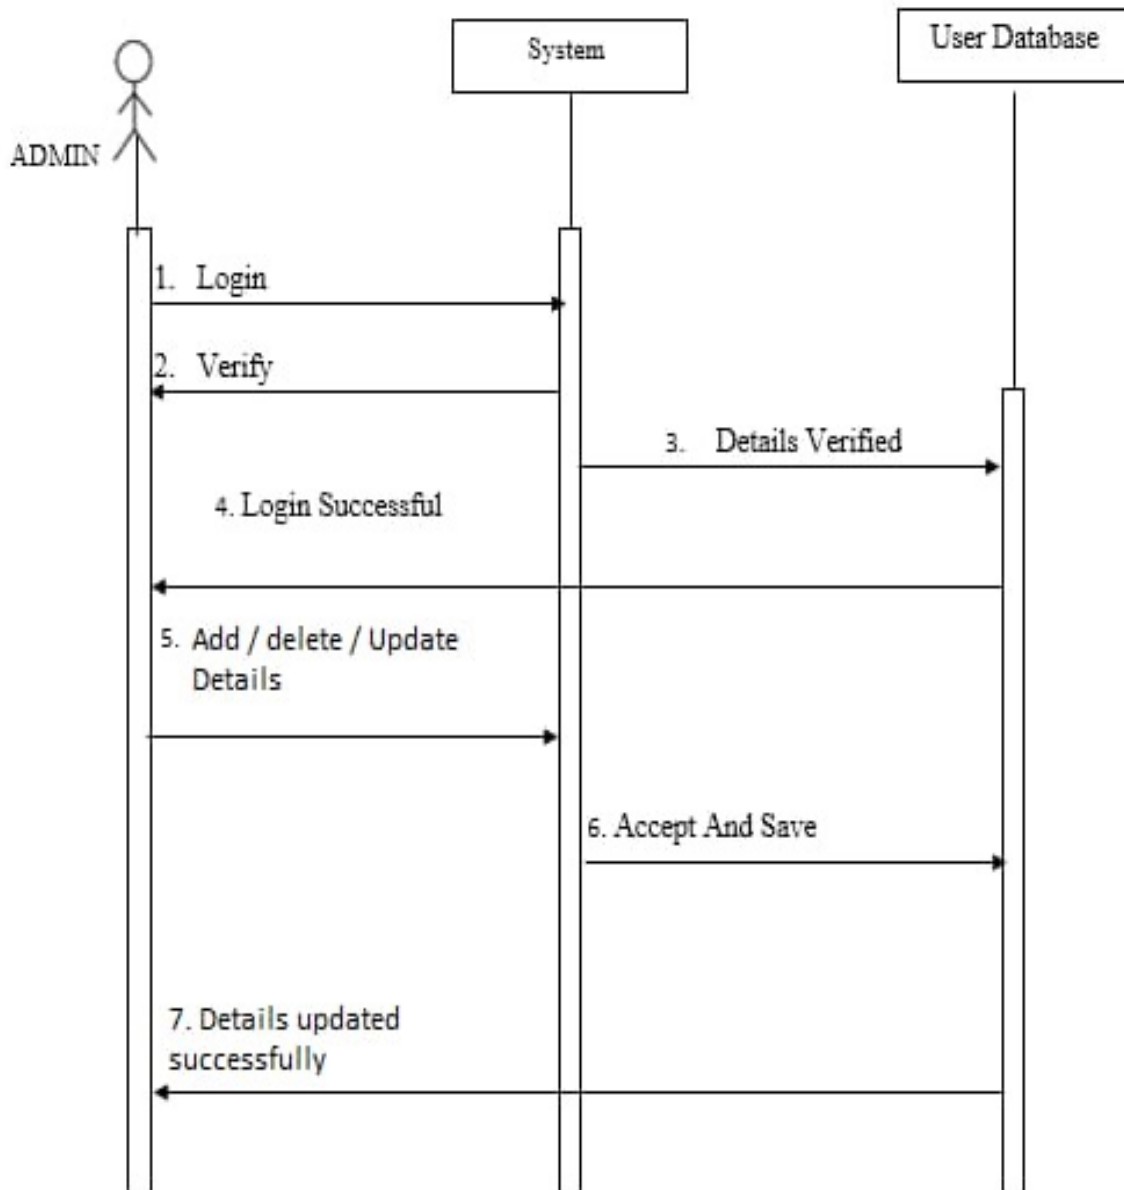 System
User Database
ADMIN
1. Login
2. Verify
3. Details Verified
4. Login Successful
5. Add / delete / Update
Details
6. Accept And Save
7. Details updated
successfully